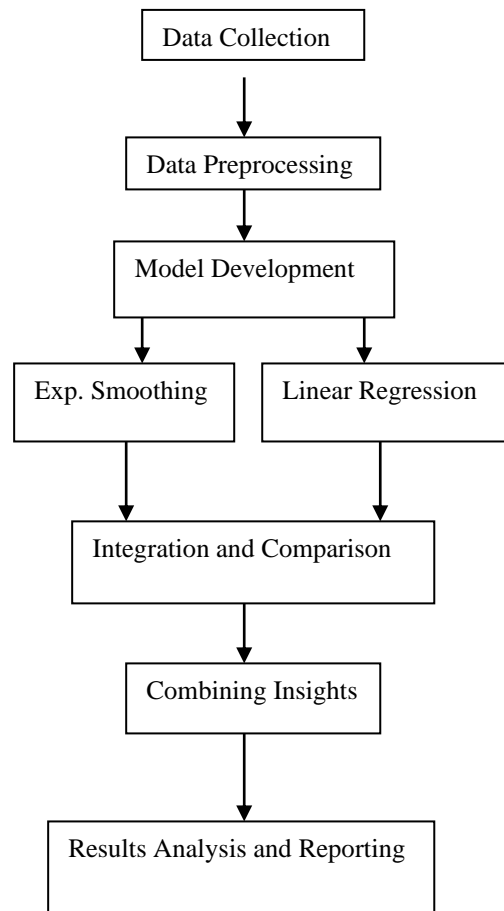 Data Collection
Data Preprocessing
Model Development
Exp. Smoothing
Linear Regression
Integration and Comparison
Combining Insights
Results Analysis and Reporting